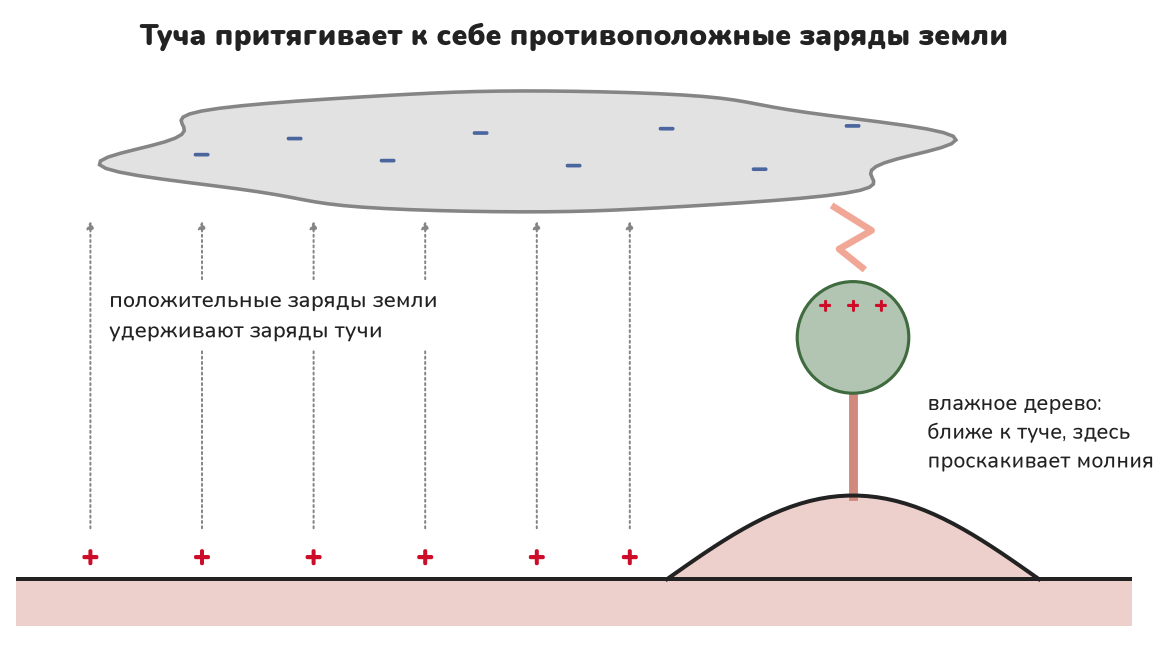 Туча притягивает к себе противоположные заряды земли
положительные заряды земли
удерживают заряды тучи
влажное дерево:
ближе к туче, здесь
проскакивает молния